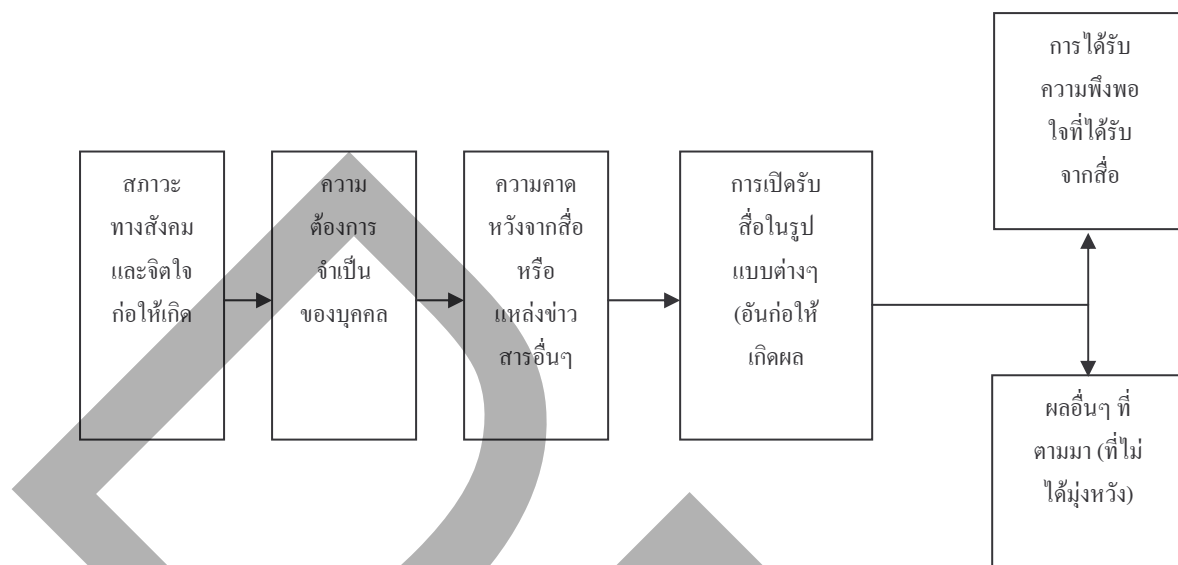 สภาวะ
ทางสังคม
และจิตใจ
ก่อให้เกิด
ความ
ต้องการ
จำเป็น
ของบุคคล
ความคาด
หวังจากสื่อ
หรือ
แหล่งข่าว
สารอื่นๆ
การเปิดรับ
สื่อในรูป
แบบต่างๆ
(อันก่อให้
เกิดผล
การได้รับ
ความพึงพอ
ใจที่ได้รับ
จากสื่อ
ผลอื่นๆ ที่
ตามมา (ที่ไม่
ได้มุ่งหวัง)